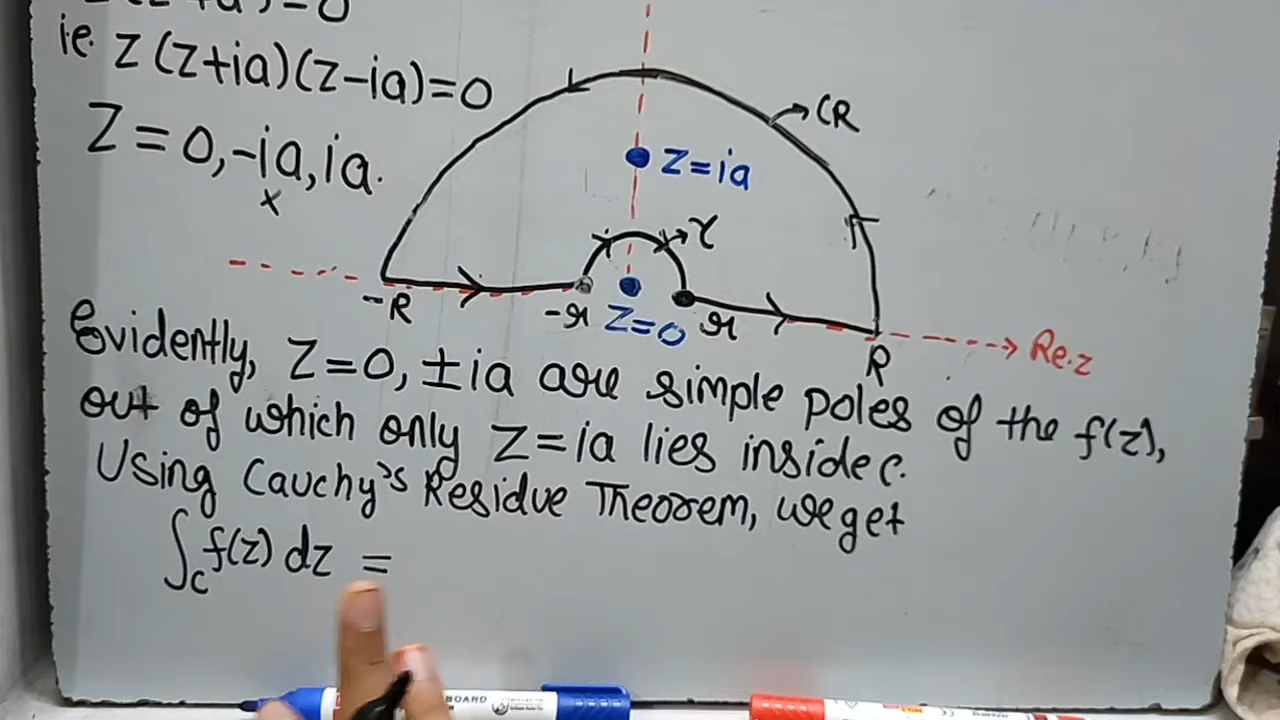 ie. z(z+ia)(z-ia)=0
z=0,-ia,ia.
x
CR
z=ia
r
-R
-r
z=0
r
R
Re.z
Evidently, z=0,±ia are simple poles of the f(z),
out of which only z=ia lies inside c.
Using Cauchy's Residue Theorem, we get
∫c f(z) dz =
BOARD